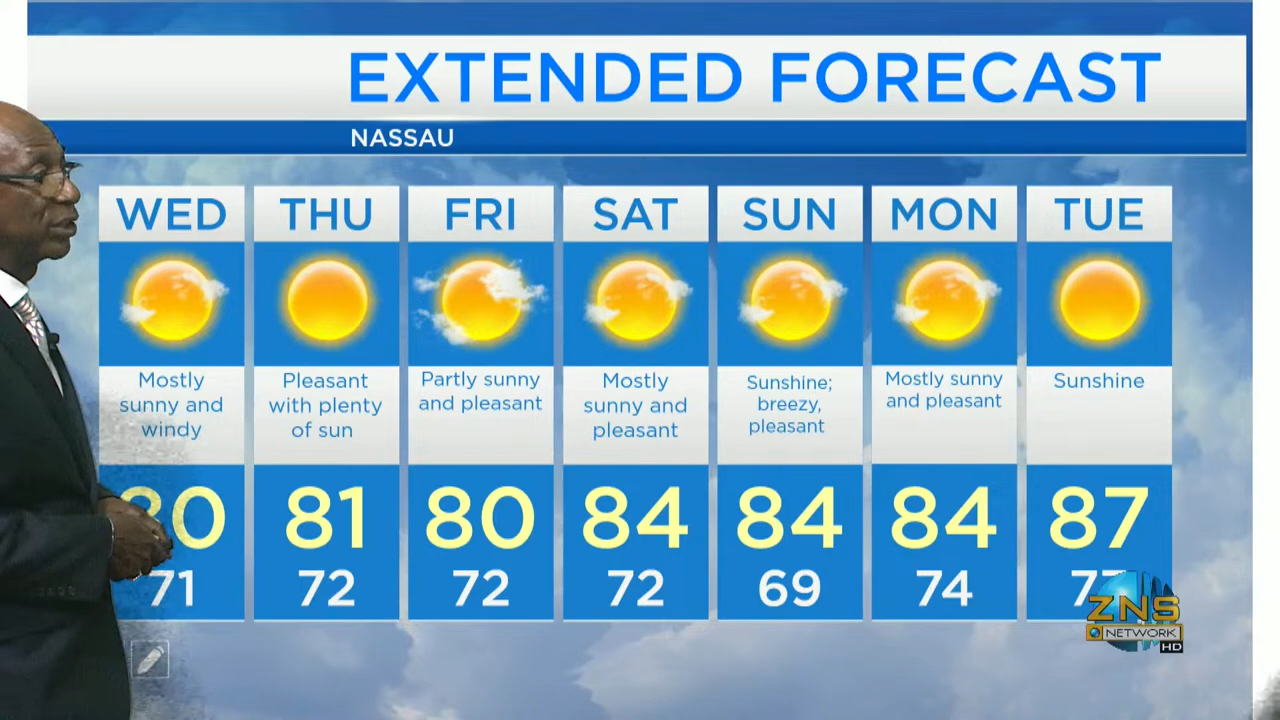 EXTENDED FORECAST
NASSAU
WED
THU
FRI
SAT
SUN
MON
TUE
Mostly
sunny and
windy
Pleasant
with plenty
of sun
Partly sunny
and pleasant
Mostly
sunny and
pleasant
Sunshine;
breezy,
pleasant
Mostly sunny
and pleasant
Sunshine
81
80
84
84
84
87
71
72
72
72
69
74
ZNS
NETWORK
HD